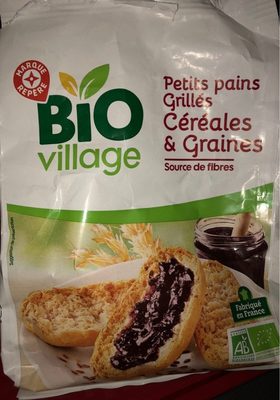 MARQUE
REPÈRE
BiO
village
Petits pains
Grillés
Céréales
& Graines
Source de fibres
Fabriqué
en France
AB